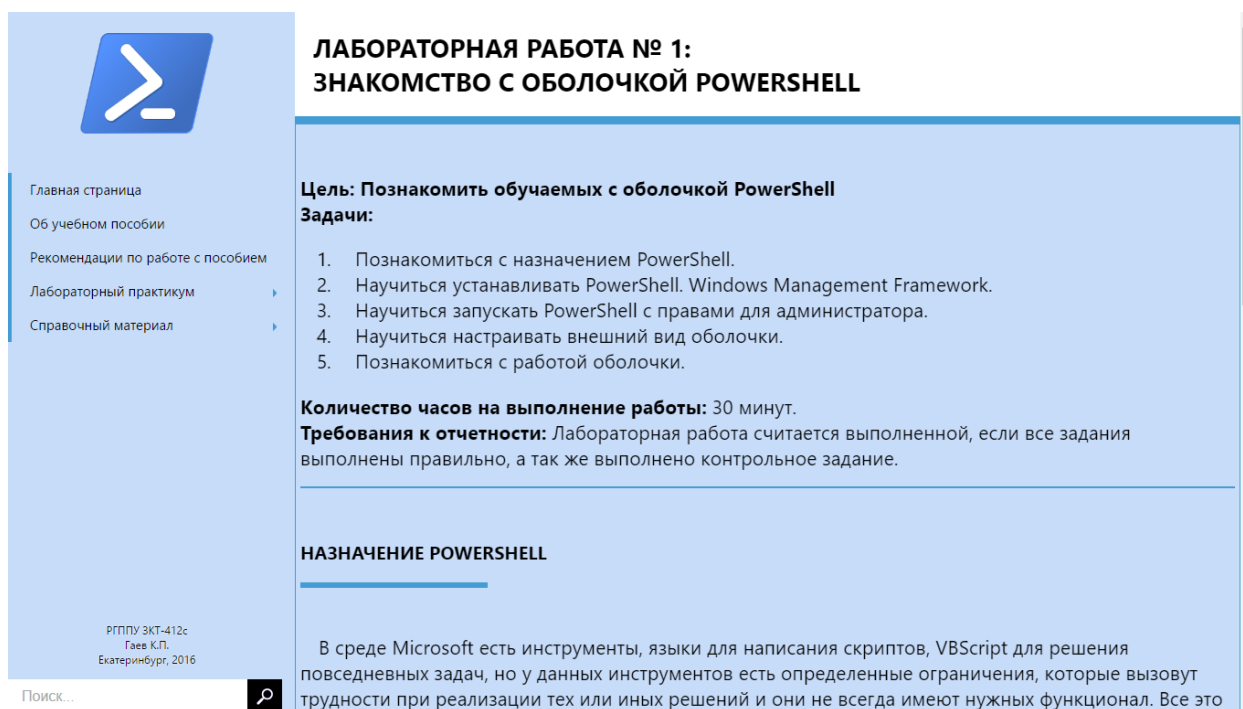 Главная страница
Об учебном пособии
Рекомендации по работе с пособием
Лабораторный практикум
Справочный материал
РГППУ ЗКТ-412с
Гаев К.П.
Екатеринбург, 2016
Поиск...
ЛАБОРАТОРНАЯ РАБОТА № 1:
ЗНАКОМСТВО С ОБОЛОЧКОЙ POWERSHELL
Цель: Познакомить обучаемых с оболочкой PowerShell
Задачи:
1. Познакомиться с назначением PowerShell.
2. Научиться устанавливать PowerShell. Windows Management Framework.
3. Научиться запускать PowerShell с правами для администратора.
4. Научиться настраивать внешний вид оболочки.
5. Познакомиться с работой оболочки.
Количество часов на выполнение работы: 30 минут.
Требования к отчетности: Лабораторная работа считается выполненной, если все задания
выполнены правильно, а так же выполнено контрольное задание.
НАЗНАЧЕНИЕ POWERSHELL
В среде Microsoft есть инструменты, языки для написания скриптов, VBScript для решения
повседневных задач, но у данных инструментов есть определенные ограничения, которые вызовут
трудности при реализации тех или иных решений и они не всегда имеют нужных функционал. Все это